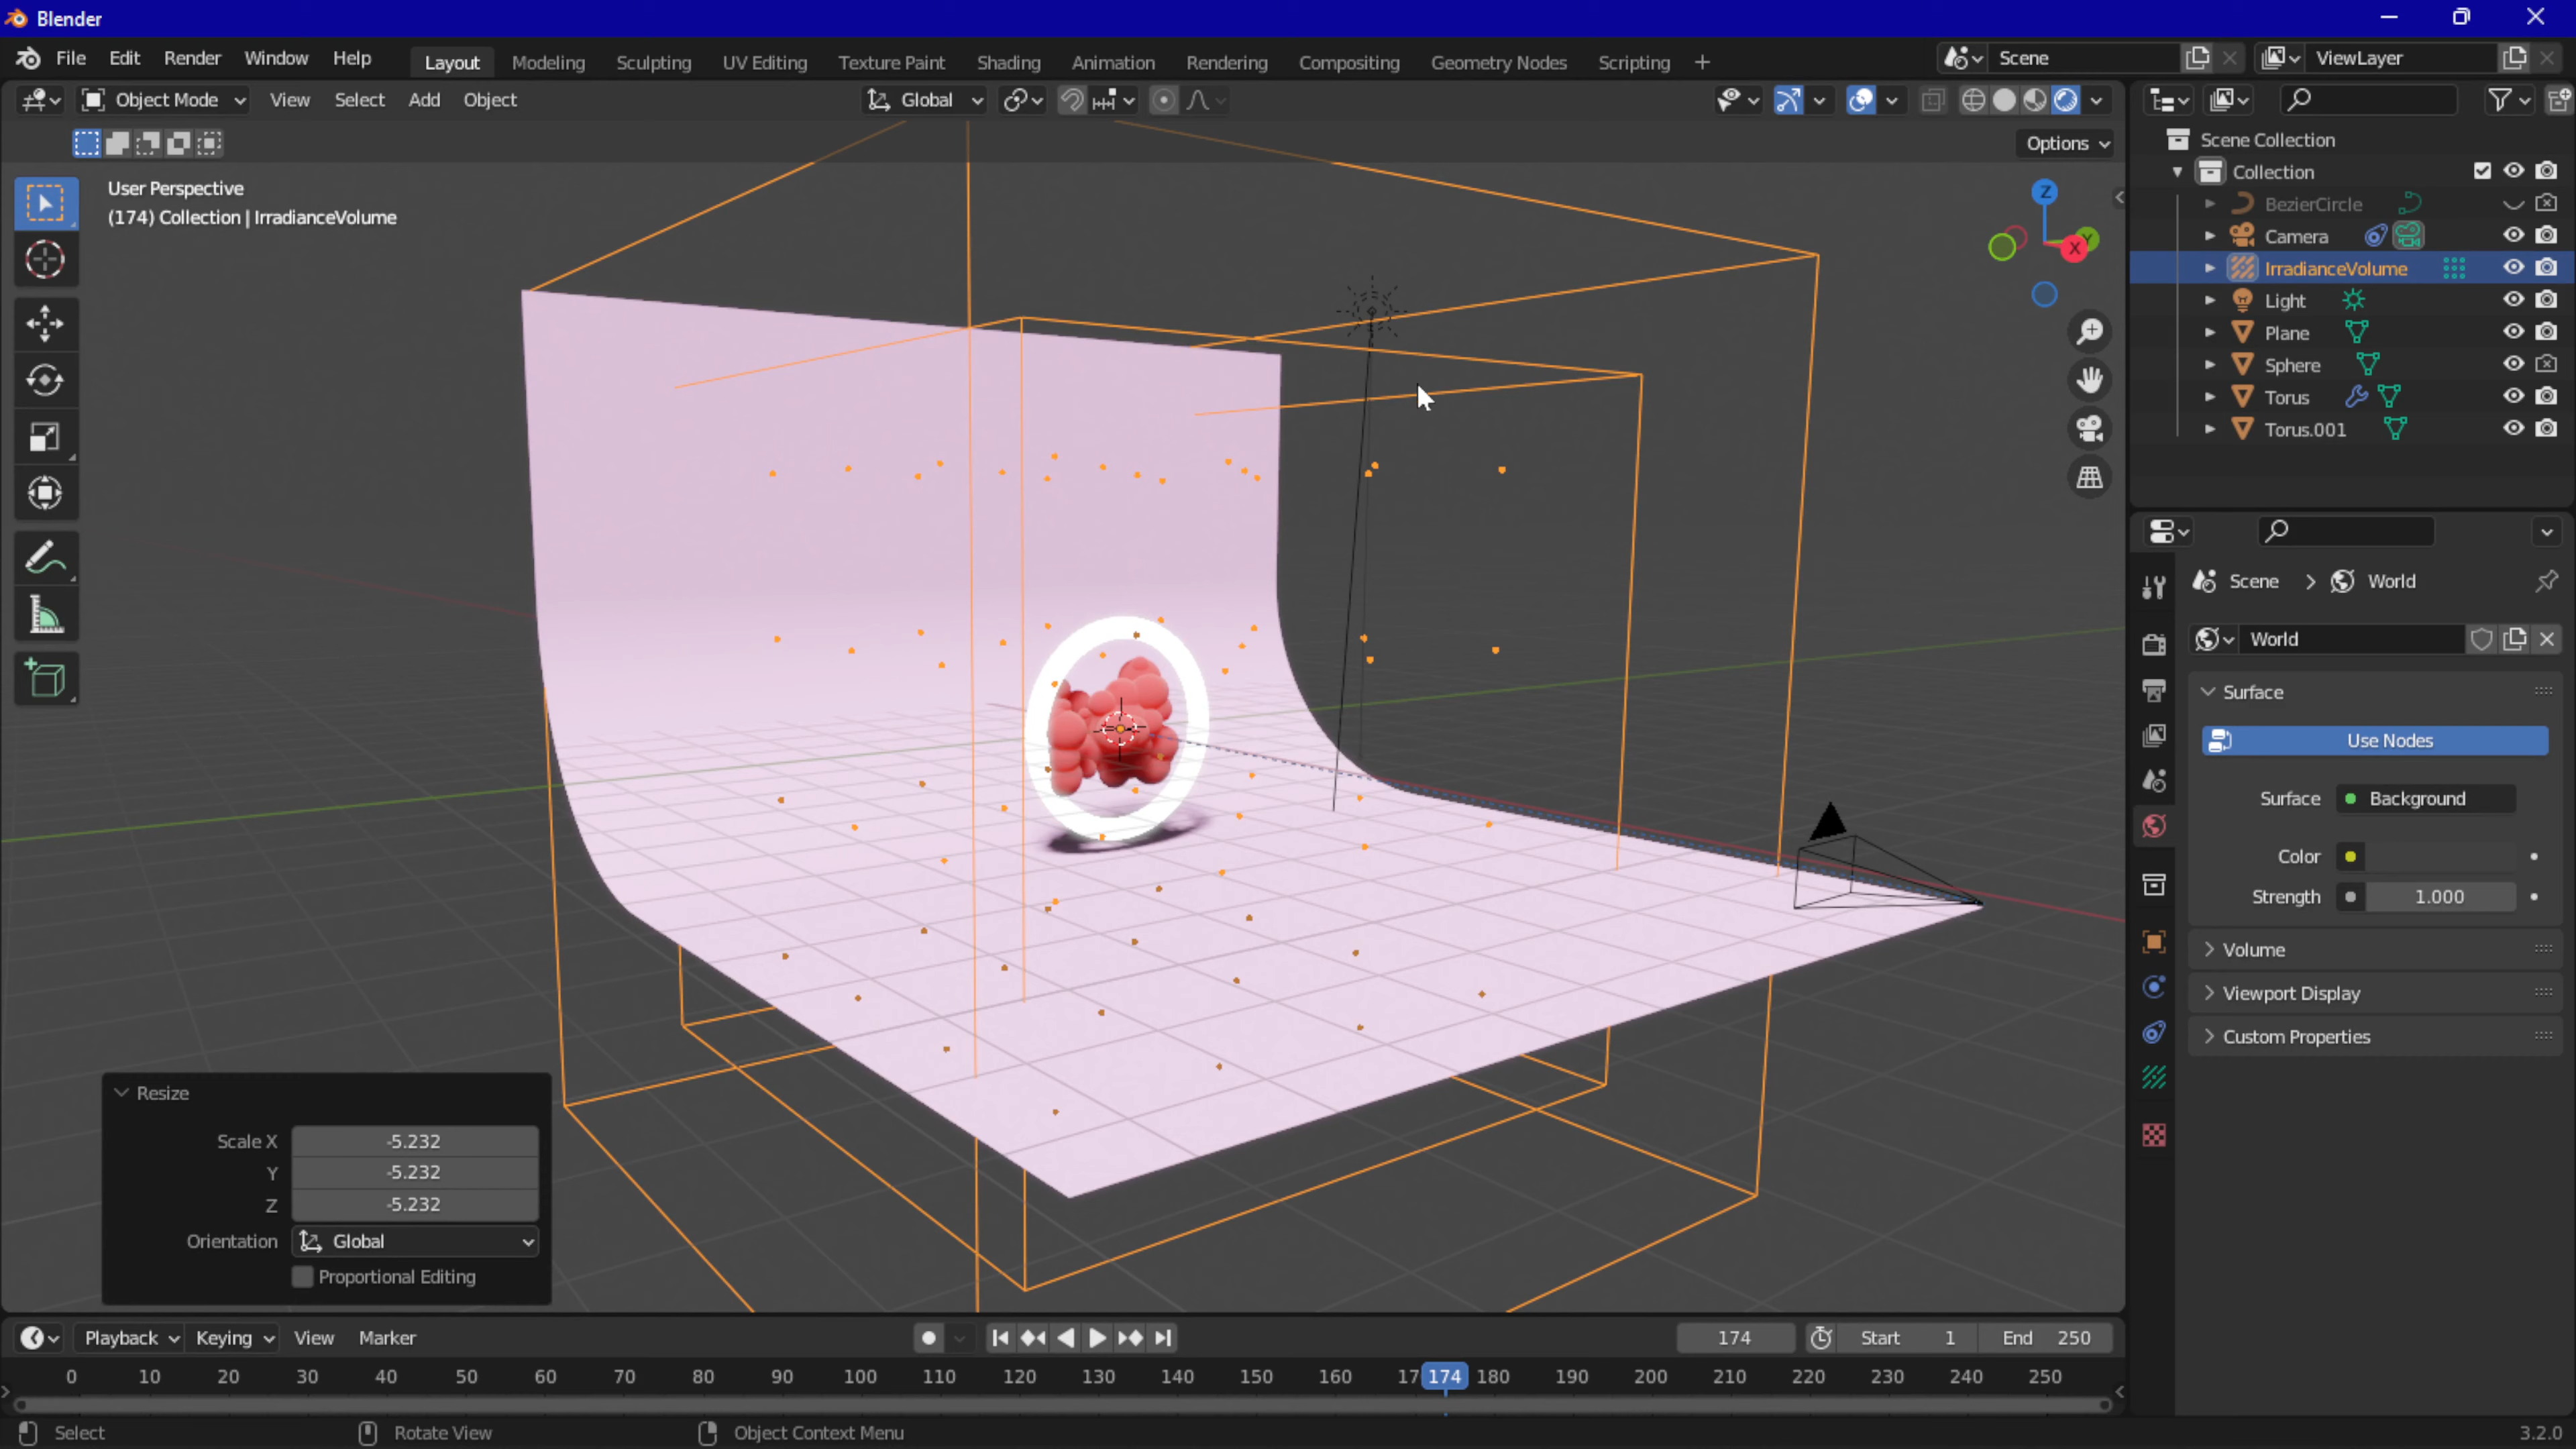 Blender
File Edit Render Window Help Layout Modeling Sculpting UV Editing Texture Paint Shading Animation Rendering Compositing Geometry Nodes Scripting + Scene ViewLayer
Object Mode View Select Add Object Global
Options
User Perspective
(174) Collection | IrradianceVolume
Z
Y
X
Scene Collection
Collection
BezierCircle
Camera
IrradianceVolume
Light
Plane
Sphere
Torus
Torus.001
Scene > World
World
Surface
Use Nodes
Surface Background
Color
Strength 1.000
Volume
Viewport Display
Custom Properties
Resize
Scale X -5.232
Y -5.232
Z -5.232
Orientation Global
Proportional Editing
Playback Keying View Marker 174 Start 1 End 250
0 10 20 30 40 50 60 70 80 90 100 110 120 130 140 150 160 17 174 180 190 200 210 220 230 240 250
Select Rotate View Object Context Menu 3.2.0